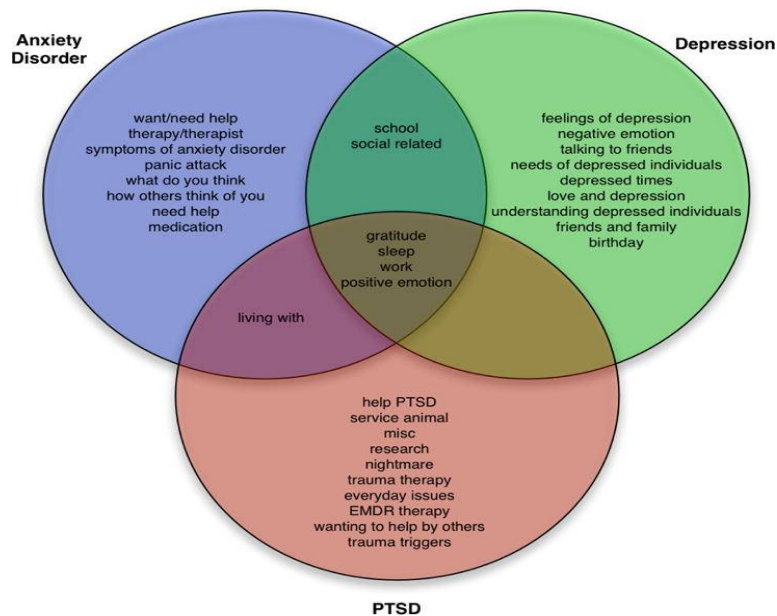 Anxiety
Disorder
Depression
want/need help
therapy/therapist
symptoms of anxiety disorder
panic attack
what do you think
how others think of you
need help
medication
school
social related
feelings of depression
negative emotion
talking to friends
needs of depressed individuals
depressed times
love and depression
understanding depressed individuals
friends and family
birthday
gratitude
sleep
work
positive emotion
living with
help PTSD
service animal
misc
research
nightmare
trauma therapy
everyday issues
EMDR therapy
wanting to help by others
trauma triggers
PTSD